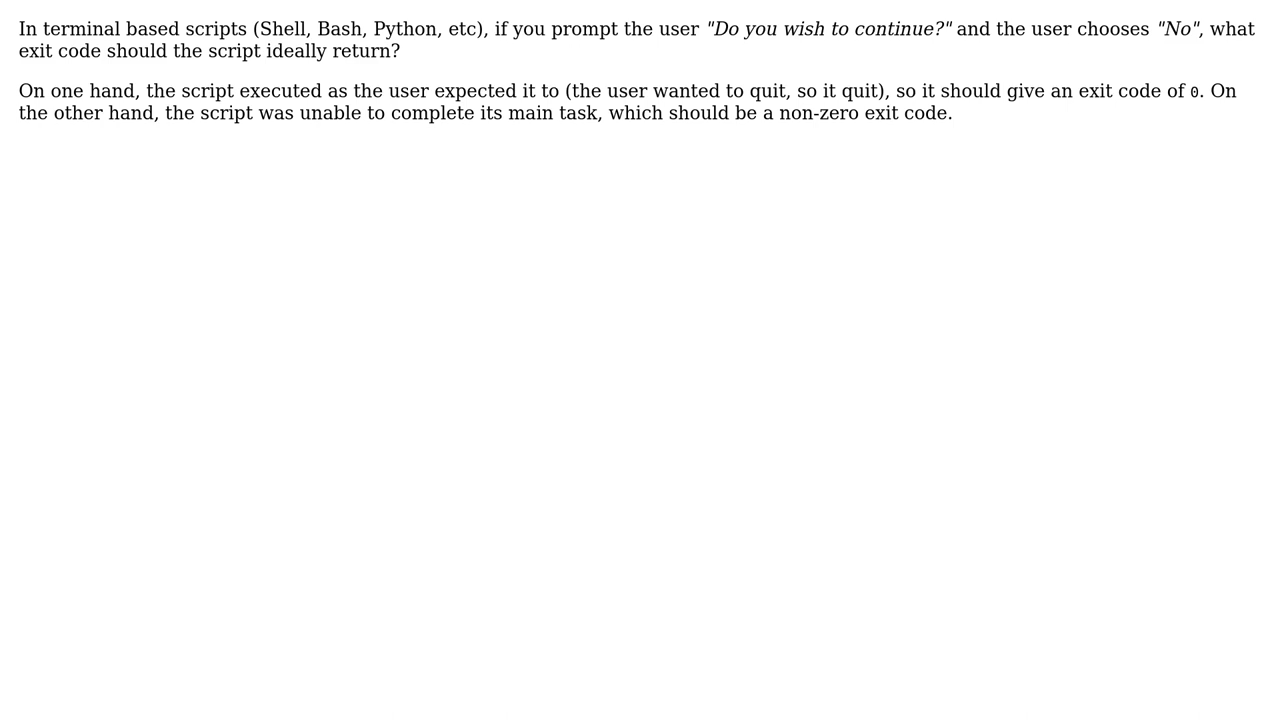 In terminal based scripts (Shell, Bash, Python, etc), if you prompt the user "Do you wish to continue?" and the user chooses "No", what
exit code should the script ideally return?
On one hand, the script executed as the user expected it to (the user wanted to quit, so it quit), so it should give an exit code of 0. On
the other hand, the script was unable to complete its main task, which should be a non-zero exit code.